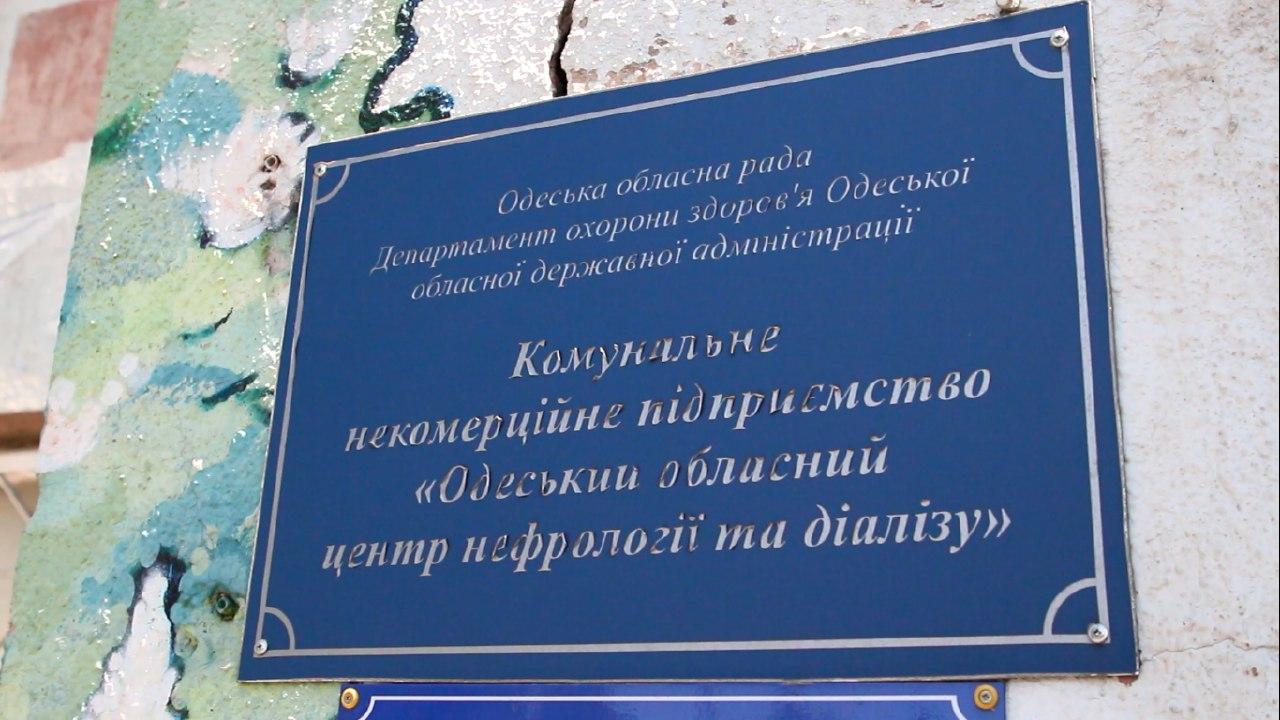 Одеська обласна рада
Департамент охорони здоров'я Одеської
обласної державної адміністрації
Комунальне
некомерційне підприємство
«Одеський обласний
центр нефрології та діалізу»